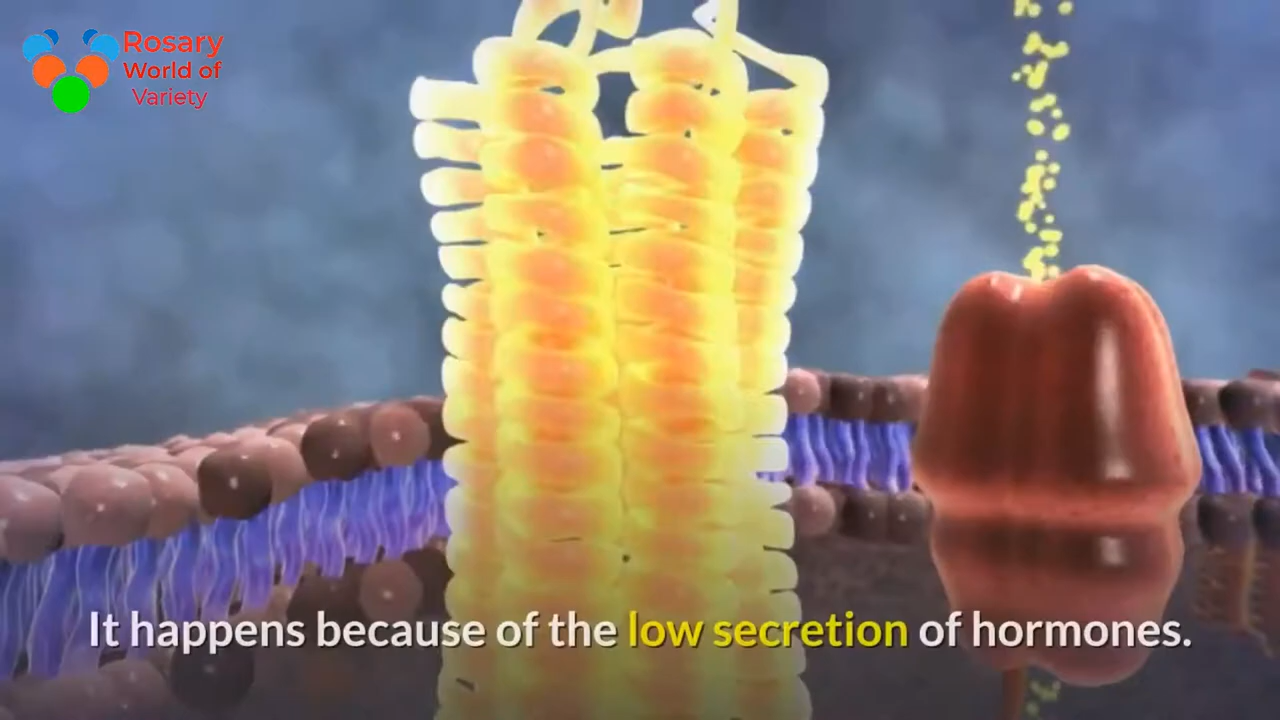 Rosary
World of
Variety
It happens because of the low secretion of hormones.